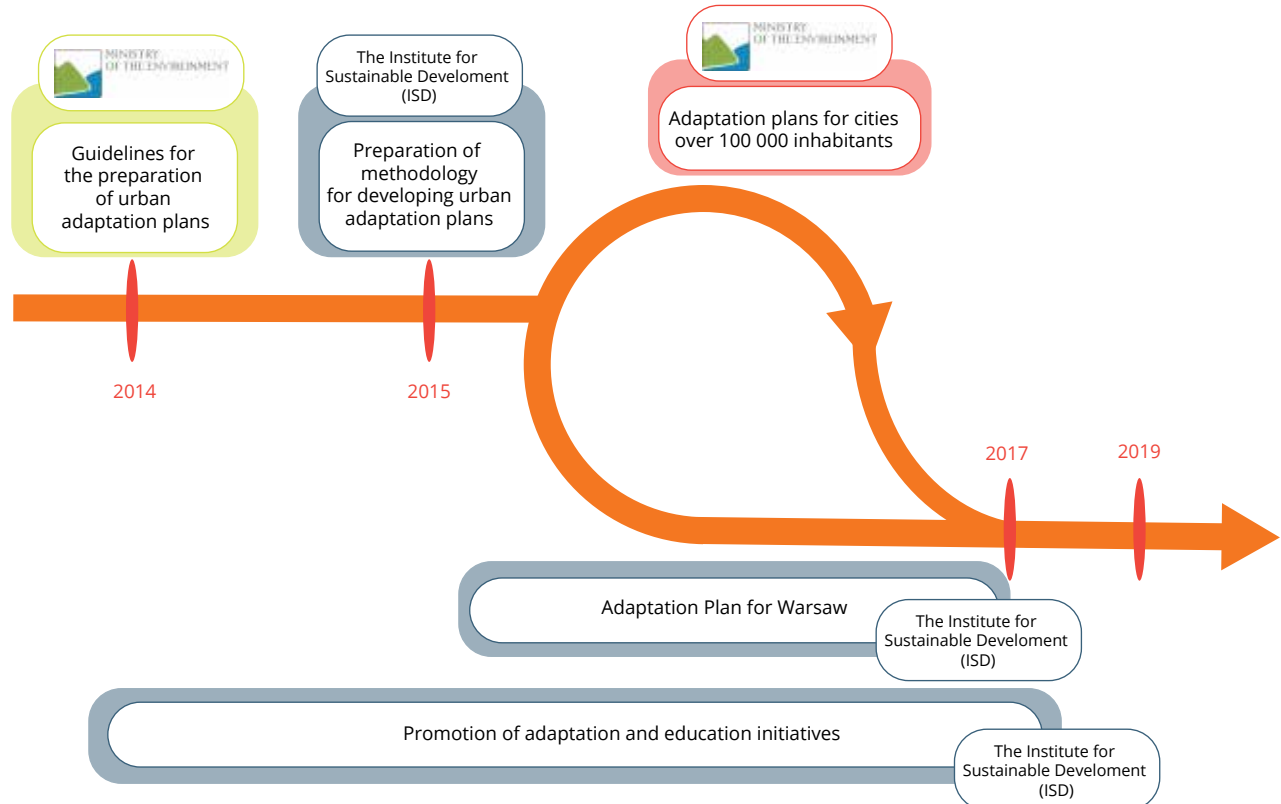 MINISTRY
OF THE ENVIRONMENT
Guidelines for
the preparation
of urban
adaptation plans
The Institute for
Sustainable Develoment
(ISD)
Preparation of
methodology
for developing urban
adaptation plans
MINISTRY
OF THE ENVIRONMENT
Adaptation plans for cities
over 100 000 inhabitants
2014
2015
2017
2019
Adaptation Plan for Warsaw
The Institute for
Sustainable Develoment
(ISD)
Promotion of adaptation and education initiatives
The Institute for
Sustainable Develoment
(ISD)